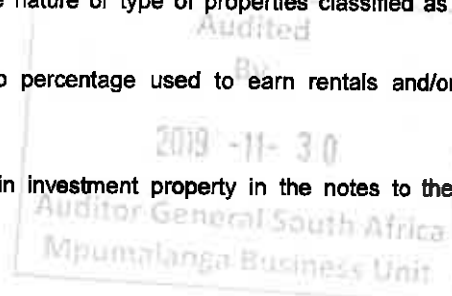 e nature or type of properties classified as
Audited
By
o percentage used to earn rentals and/or
2019 -11- 30
in investment property in the notes to the
Auditor General South Africa
Mpumalanga Business Unit